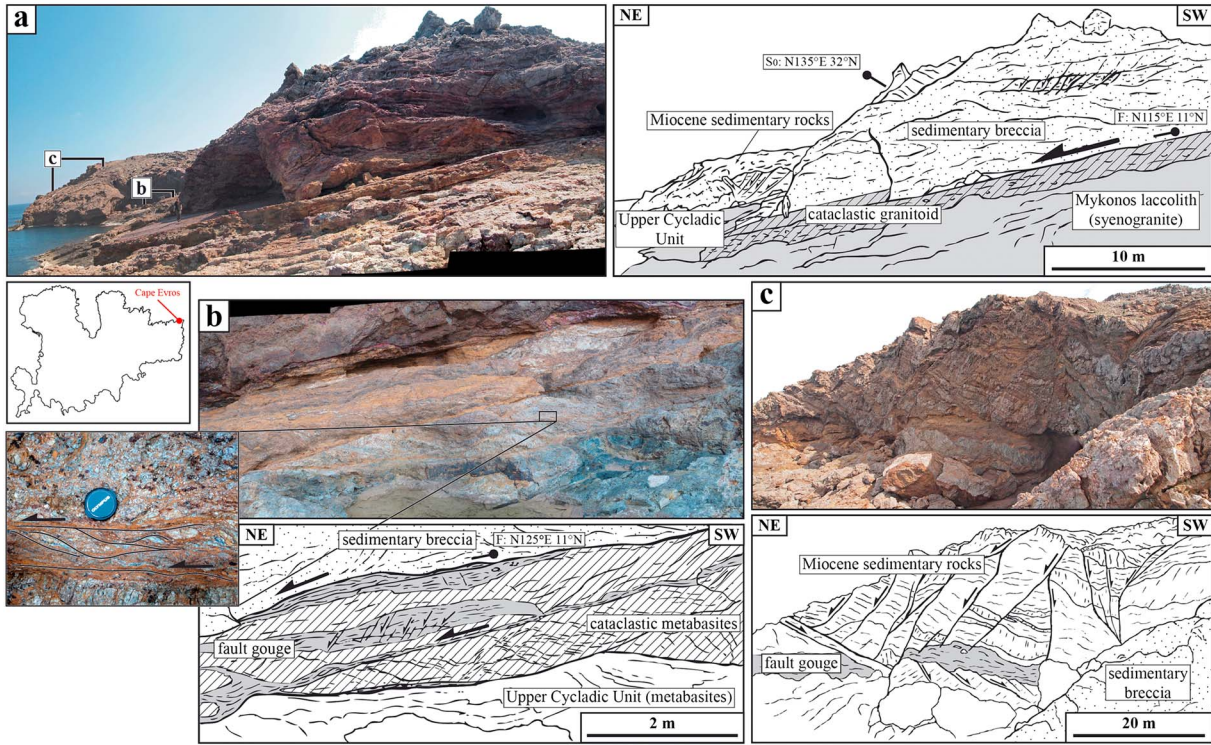 a
c
b
NE
SW
So: N135°E 32°N
Miocene sedimentary rocks
sedimentary breccia
F: N115°E 11°N
Upper Cycladic
Unit
cataclastic granitoid
Mykonos laccolith
(syenogranite)
10 m
Cape Evros
b
OLYMPUS
NE
SW
sedimentary breccia
F: N125°E 11°N
cataclastic metabasites
fault gouge
Upper Cycladic Unit (metabasites)
2 m
c
NE
SW
Miocene sedimentary rocks
fault gouge
sedimentary
breccia
20 m